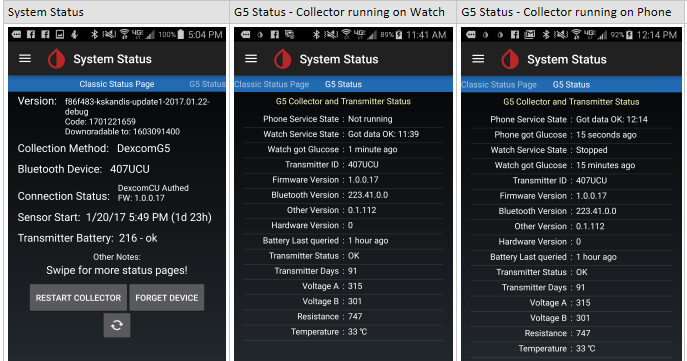 System Status
G5 Status - Collector running on Watch
G5 Status - Collector running on Phone
4G 100% 5:04 PM
System Status
Classic Status Page G5 Status
Version: f86f483-kskandis-update1-2017.01.22-
debug
Code: 1701221659
Downgradable to: 1603091400
Collection Method: DexcomG5
Bluetooth Device: 407UCU
Connection Status: DexcomCU Authed
FW: 1.0.0.17
Sensor Start: 1/20/17 5:49 PM (1d 23h)
Transmitter Battery: 216 - ok
Other Notes:
Swipe for more status pages!
RESTART COLLECTOR FORGET DEVICE
4G 89% 11:41 AM
System Status
Classic Status Page G5 Status
G5 Collector and Transmitter Status
Phone Service State : Not running
Watch Service State : Got data OK: 11:39
Watch got Glucose : 1 minute ago
Transmitter ID : 407UCU
Firmware Version : 1.0.0.17
Bluetooth Version : 223.41.0.0
Other Version : 0.1.112
Hardware Version : 0
Battery Last queried : 1 hour ago
Transmitter Status : OK
Transmitter Days : 91
Voltage A : 315
Voltage B : 301
Resistance : 747
Temperature : 33 ℃
4G 92% 12:14 PM
System Status
Classic Status Page G5 Status
G5 Collector and Transmitter Status
Phone Service State : Got data OK: 12:14
Phone got Glucose : 15 seconds ago
Watch Service State : Stopped
Watch got Glucose : 15 minutes ago
Transmitter ID : 407UCU
Firmware Version : 1.0.0.17
Bluetooth Version : 223.41.0.0
Other Version : 0.1.112
Hardware Version : 0
Battery Last queried : 1 hour ago
Transmitter Status : OK
Transmitter Days : 91
Voltage A : 315
Voltage B : 301
Resistance : 747
Temperature : 33 ℃